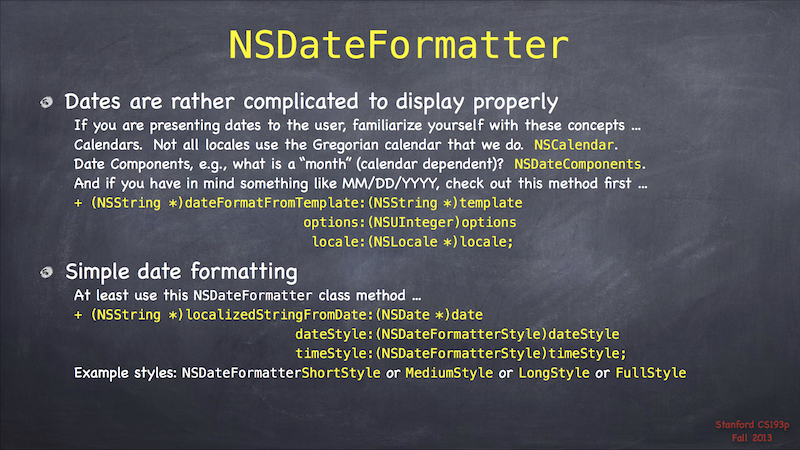 NSDateFormatter
Dates are rather complicated to display properly
If you are presenting dates to the user, familiarize yourself with these concepts ...
Calendars. Not all locales use the Gregorian calendar that we do. NSCalendar.
Date Components, e.g., what is a “month” (calendar dependent)? NSDateComponents.
And if you have in mind something like MM/DD/YYYY, check out this method first ...
+ (NSString *)dateFormatFromTemplate:(NSString *)template
options:(NSUInteger)options
locale:(NSLocale *)locale;
Simple date formatting
At least use this NSDateFormatter class method ...
+ (NSString *)localizedStringFromDate:(NSDate *)date
dateStyle:(NSDateFormatterStyle)dateStyle
timeStyle:(NSDateFormatterStyle)timeStyle;
Example styles: NSDateFormatterShortStyle or MediumStyle or LongStyle or FullStyle
Stanford CS193p
Fall 2013